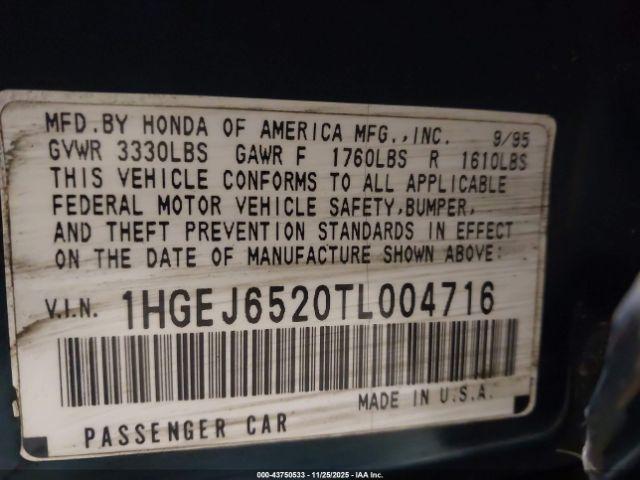 MFD.BY HONDA OF AMERICA MFG.,INC. 9/95
GVWR 3330LBS GAWR F 1760LBS R 1610LBS
THIS VEHICLE CONFORMS TO ALL APPLICABLE
FEDERAL MOTOR VEHICLE SAFETY,BUMPER,
AND THEFT PREVENTION STANDARDS IN EFFECT
ON THE DATE OF MANUFACTURE SHOWN ABOVE:
V.I.N. 1HGEJ6520TL004716
MADE IN U.S.A.
PASSENGER CAR
000-43750533 - 11/25/2025 - IAA Inc.